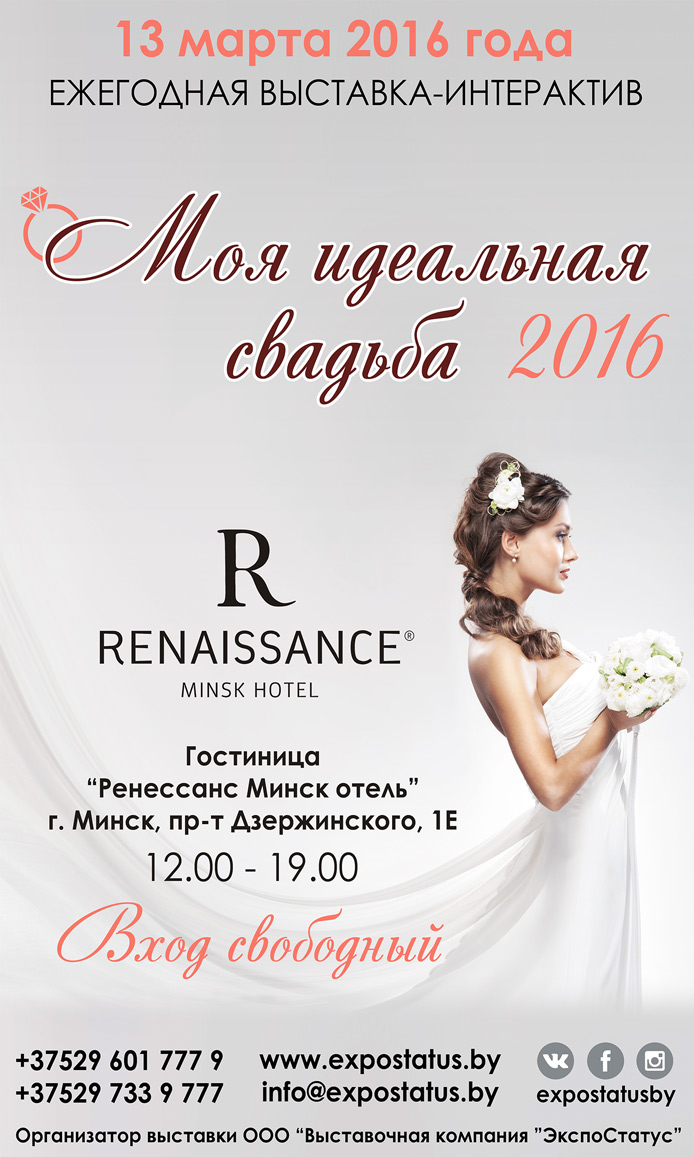 13 марта 2016 года
ЕЖЕГОДНАЯ ВЫСТАВКА-ИНТЕРАКТИВ
Моя идеальная
свадьба 2016
R
RENAISSANCE®
MINSK HOTEL
Гостиница
“Ренессанс Минск отель”
г. Минск, пр-т Дзержинского, 1Е
12.00 - 19.00
Вход свободный
+37529 601 777 9 www.expostatus.by
+37529 733 9 777 info@expostatus.by expostatusby
Организатор выставки ООО “Выставочная компания ”ЭкспоСтатус”